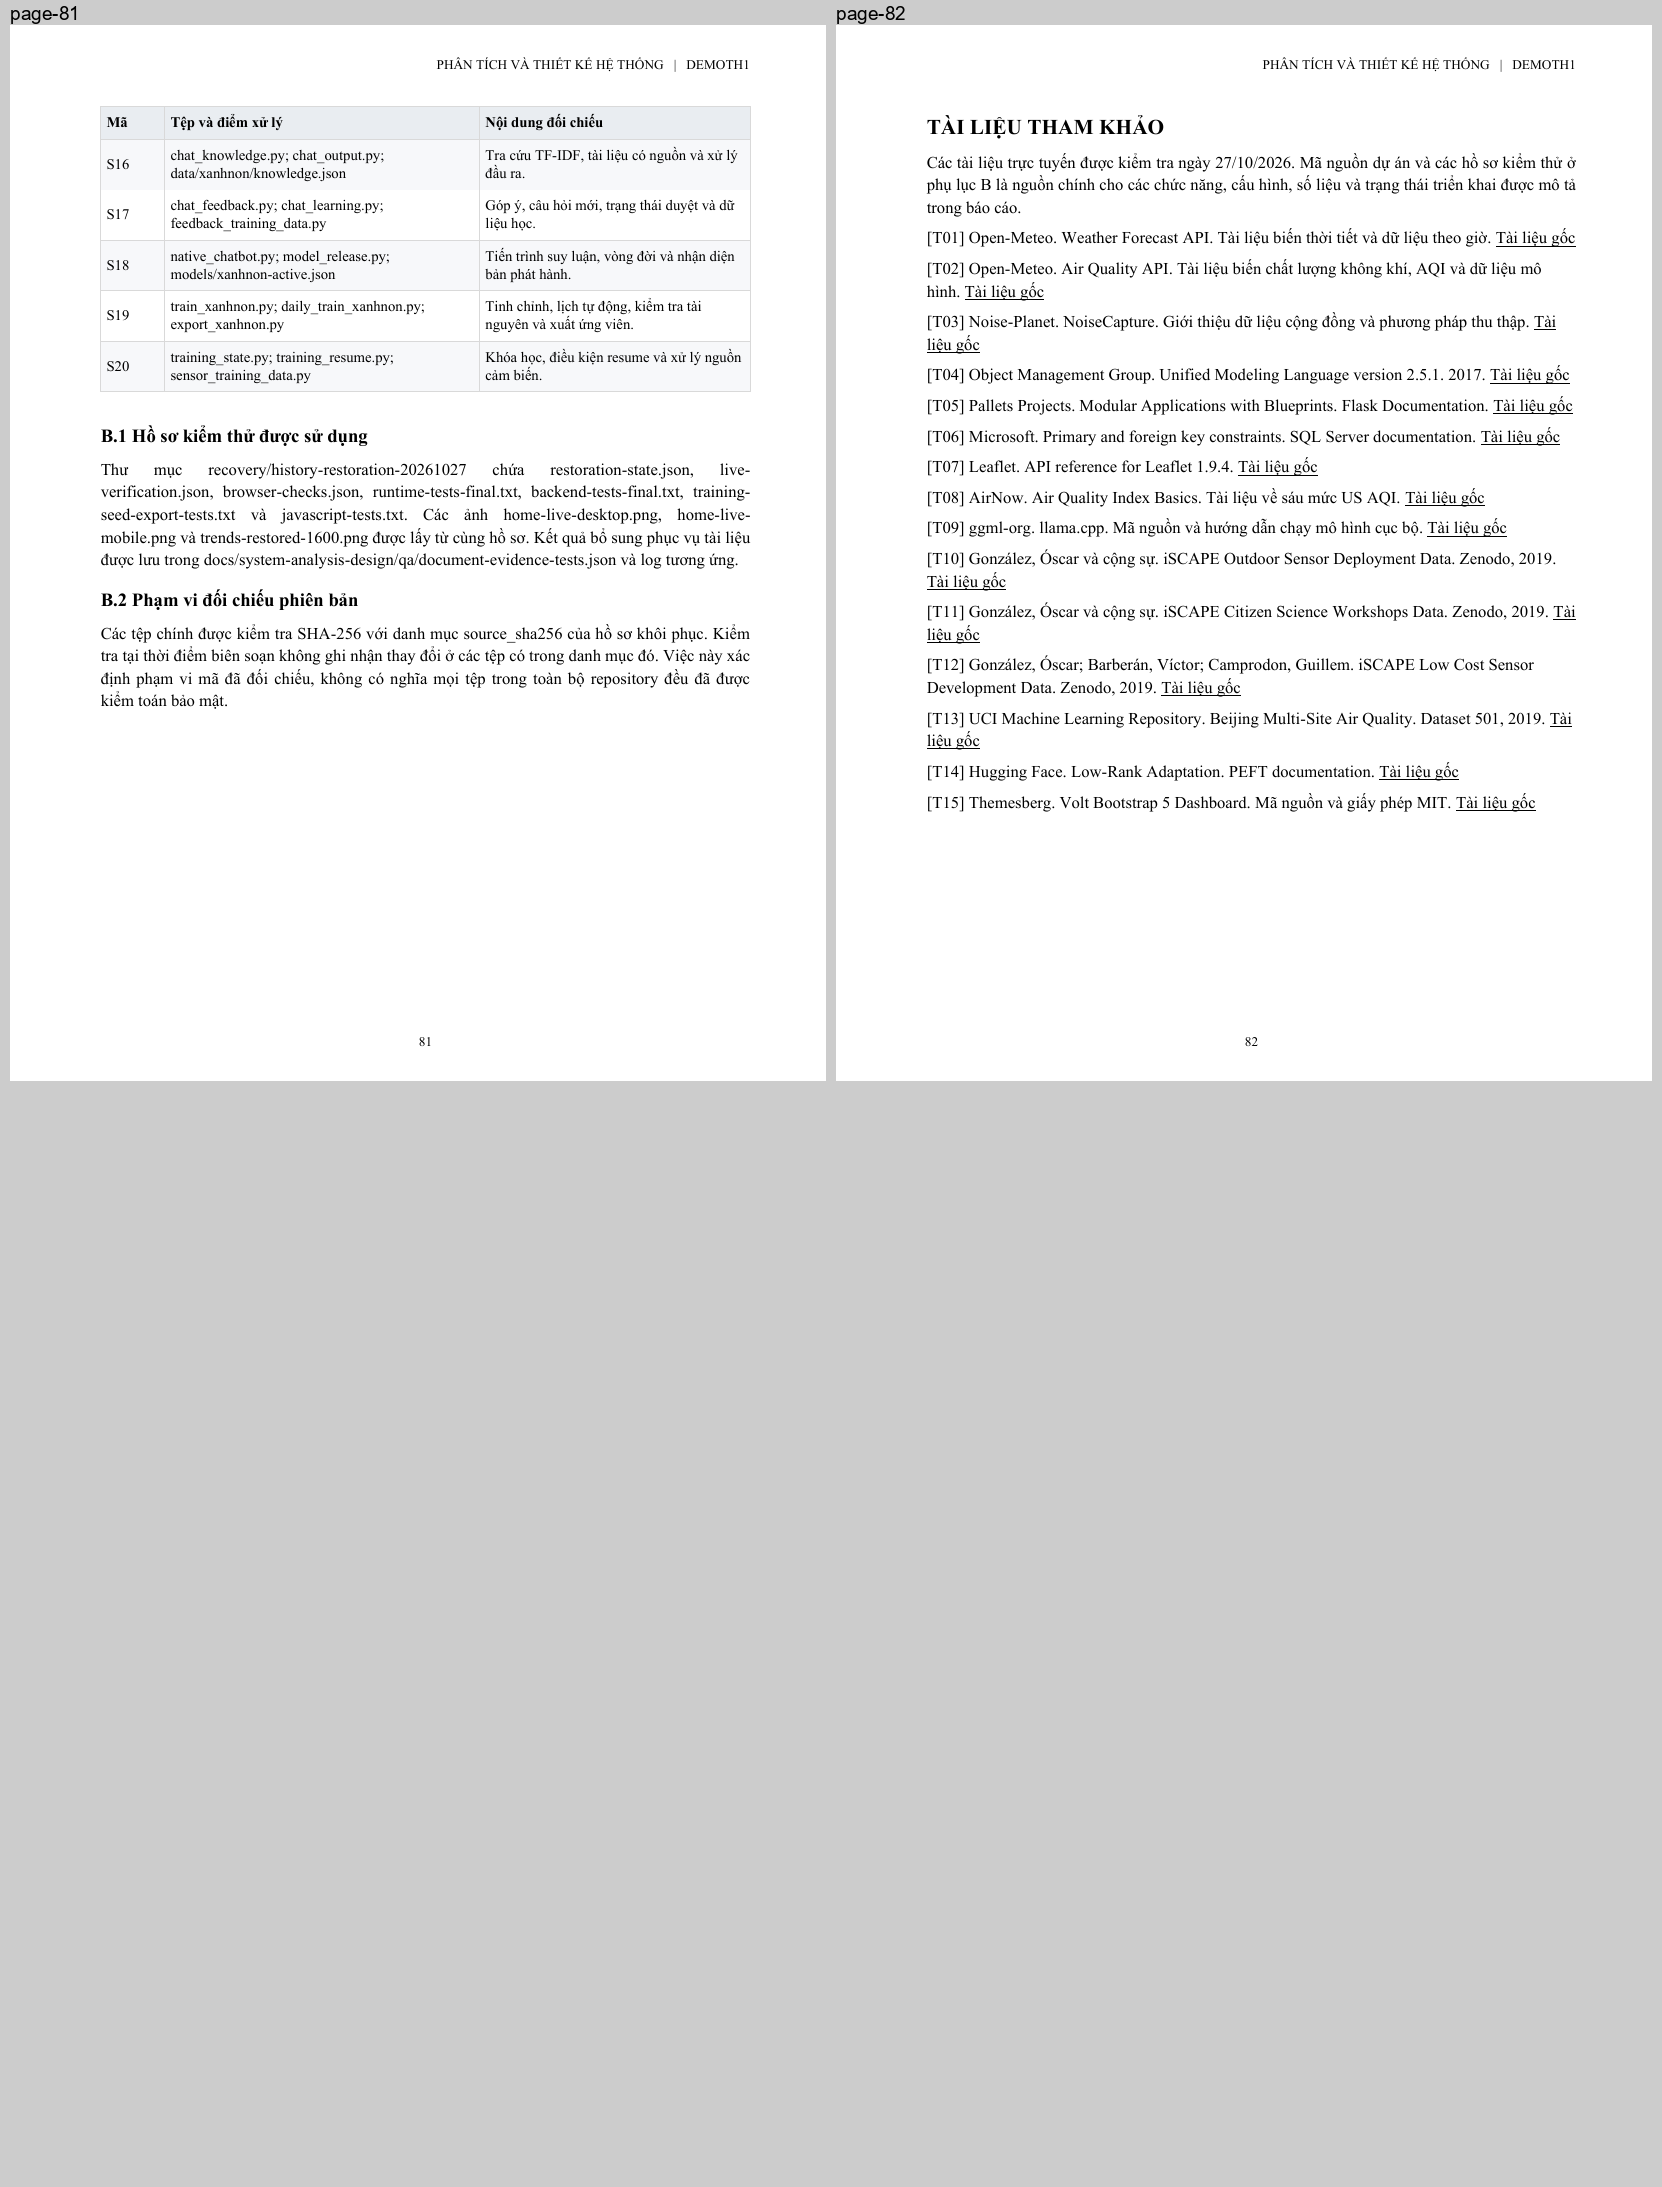 page-81
PHÂN TÍCH VÀ THIẾT KẾ HỆ THỐNG | DEMOTH1
Mã Tệp và điểm xử lý Nội dung đối chiếu
S16 chat_knowledge.py; chat_output.py; data/xanhnon/knowledge.json Tra cứu TF-IDF, tài liệu có nguồn và xử lý đầu ra.
S17 chat_feedback.py; chat_learning.py; feedback_training_data.py Góp ý, câu hỏi mới, trạng thái duyệt và dữ liệu học.
S18 native_chatbot.py; model_release.py; models/xanhnon-active.json Tiến trình suy luận, vòng đời và nhận diện bản phát hành.
S19 train_xanhnon.py; daily_train_xanhnon.py; export_xanhnon.py Tinh chỉnh, lịch tự động, kiểm tra tài nguyên và xuất ứng viên.
S20 training_state.py; training_resume.py; sensor_training_data.py Khóa học, điều kiện resume và xử lý nguồn cảm biến.
B.1 Hồ sơ kiểm thử được sử dụng
Thư mục recovery/history-restoration-20261027 chứa restoration-state.json, live-
verification.json, browser-checks.json, runtime-tests-final.txt, backend-tests-final.txt, training-
seed-export-tests.txt và javascript-tests.txt. Các ảnh home-live-desktop.png, home-live-
mobile.png và trends-restored-1600.png được lấy từ cùng hồ sơ. Kết quả bổ sung phục vụ tài liệu
được lưu trong docs/system-analysis-design/qa/document-evidence-tests.json và log tương ứng.
B.2 Phạm vi đối chiếu phiên bản
Các tệp chính được kiểm tra SHA-256 với danh mục source_sha256 của hồ sơ khôi phục. Kiểm
tra tại thời điểm biên soạn không ghi nhận thay đổi ở các tệp có trong danh mục đó. Việc này xác
định phạm vi mã đã đối chiếu, không có nghĩa mọi tệp trong toàn bộ repository đều đã được
kiểm toán bảo mật.
81
page-82
PHÂN TÍCH VÀ THIẾT KẾ HỆ THỐNG | DEMOTH1
TÀI LIỆU THAM KHẢO
Các tài liệu trực tuyến được kiểm tra ngày 27/10/2026. Mã nguồn dự án và các hồ sơ kiểm thử ở
phụ lục B là nguồn chính cho các chức năng, cấu hình, số liệu và trạng thái triển khai được mô tả
trong báo cáo.
[T01] Open-Meteo. Weather Forecast API. Tài liệu biến thời tiết và dữ liệu theo giờ. Tài liệu gốc
[T02] Open-Meteo. Air Quality API. Tài liệu biến chất lượng không khí, AQI và dữ liệu mô
hình. Tài liệu gốc
[T03] Noise-Planet. NoiseCapture. Giới thiệu dữ liệu cộng đồng và phương pháp thu thập. Tài
liệu gốc
[T04] Object Management Group. Unified Modeling Language version 2.5.1. 2017. Tài liệu gốc
[T05] Pallets Projects. Modular Applications with Blueprints. Flask Documentation. Tài liệu gốc
[T06] Microsoft. Primary and foreign key constraints. SQL Server documentation. Tài liệu gốc
[T07] Leaflet. API reference for Leaflet 1.9.4. Tài liệu gốc
[T08] AirNow. Air Quality Index Basics. Tài liệu về sáu mức US AQI. Tài liệu gốc
[T09] ggml-org. llama.cpp. Mã nguồn và hướng dẫn chạy mô hình cục bộ. Tài liệu gốc
[T10] González, Óscar và cộng sự. iSCAPE Outdoor Sensor Deployment Data. Zenodo, 2019.
Tài liệu gốc
[T11] González, Óscar và cộng sự. iSCAPE Citizen Science Workshops Data. Zenodo, 2019. Tài
liệu gốc
[T12] González, Óscar; Barberán, Víctor; Camprodon, Guillem. iSCAPE Low Cost Sensor
Development Data. Zenodo, 2019. Tài liệu gốc
[T13] UCI Machine Learning Repository. Beijing Multi-Site Air Quality. Dataset 501, 2019. Tài
liệu gốc
[T14] Hugging Face. Low-Rank Adaptation. PEFT documentation. Tài liệu gốc
[T15] Themesberg. Volt Bootstrap 5 Dashboard. Mã nguồn và giấy phép MIT. Tài liệu gốc
82